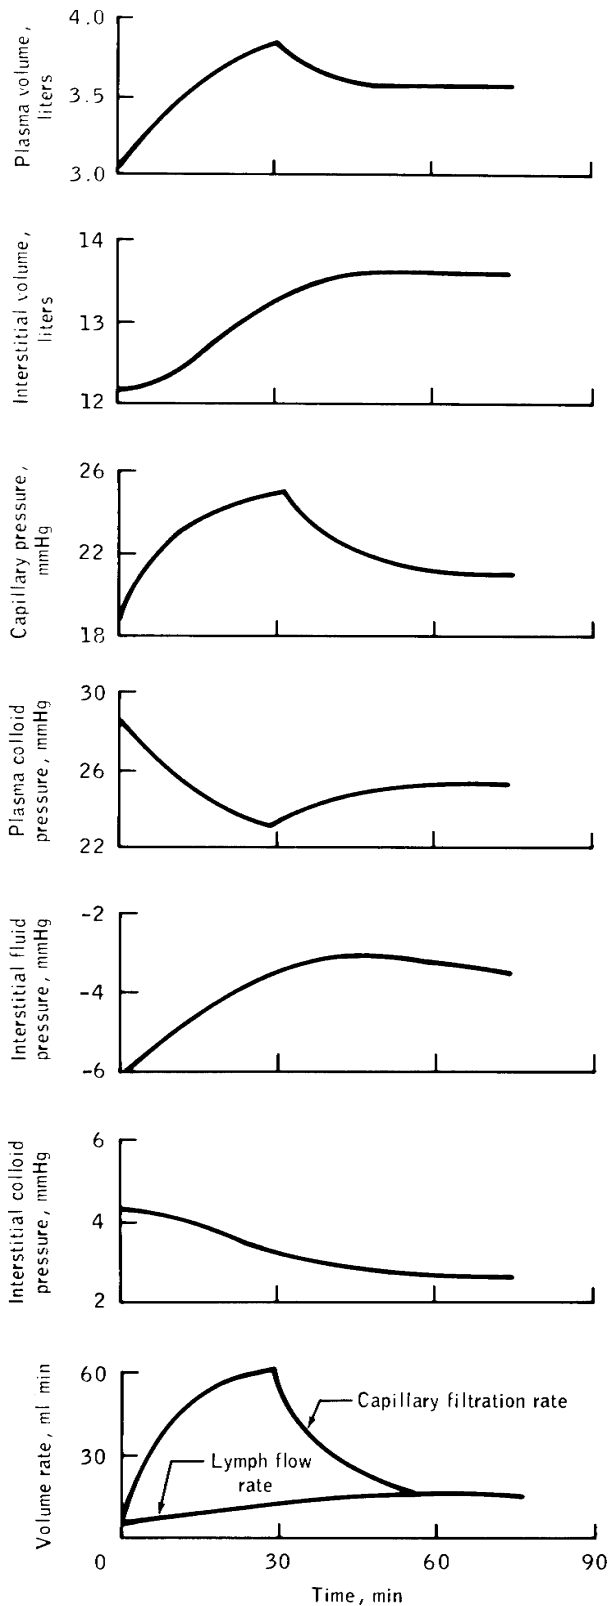 Plasma volume,
liters
4.0
3.5
3.0
Interstitial volume,
liters
14
13
12
Capillary pressure,
mmHg
26
22
18
Plasma colloid
pressure, mmHg
30
26
22
Interstitial fluid
pressure, mmHg
-2
-4
-6
Interstitial colloid
pressure, mmHg
6
4
2
Volume rate, ml min
60
30
Capillary filtration rate
Lymph flow
rate
0
30
60
90
Time, min